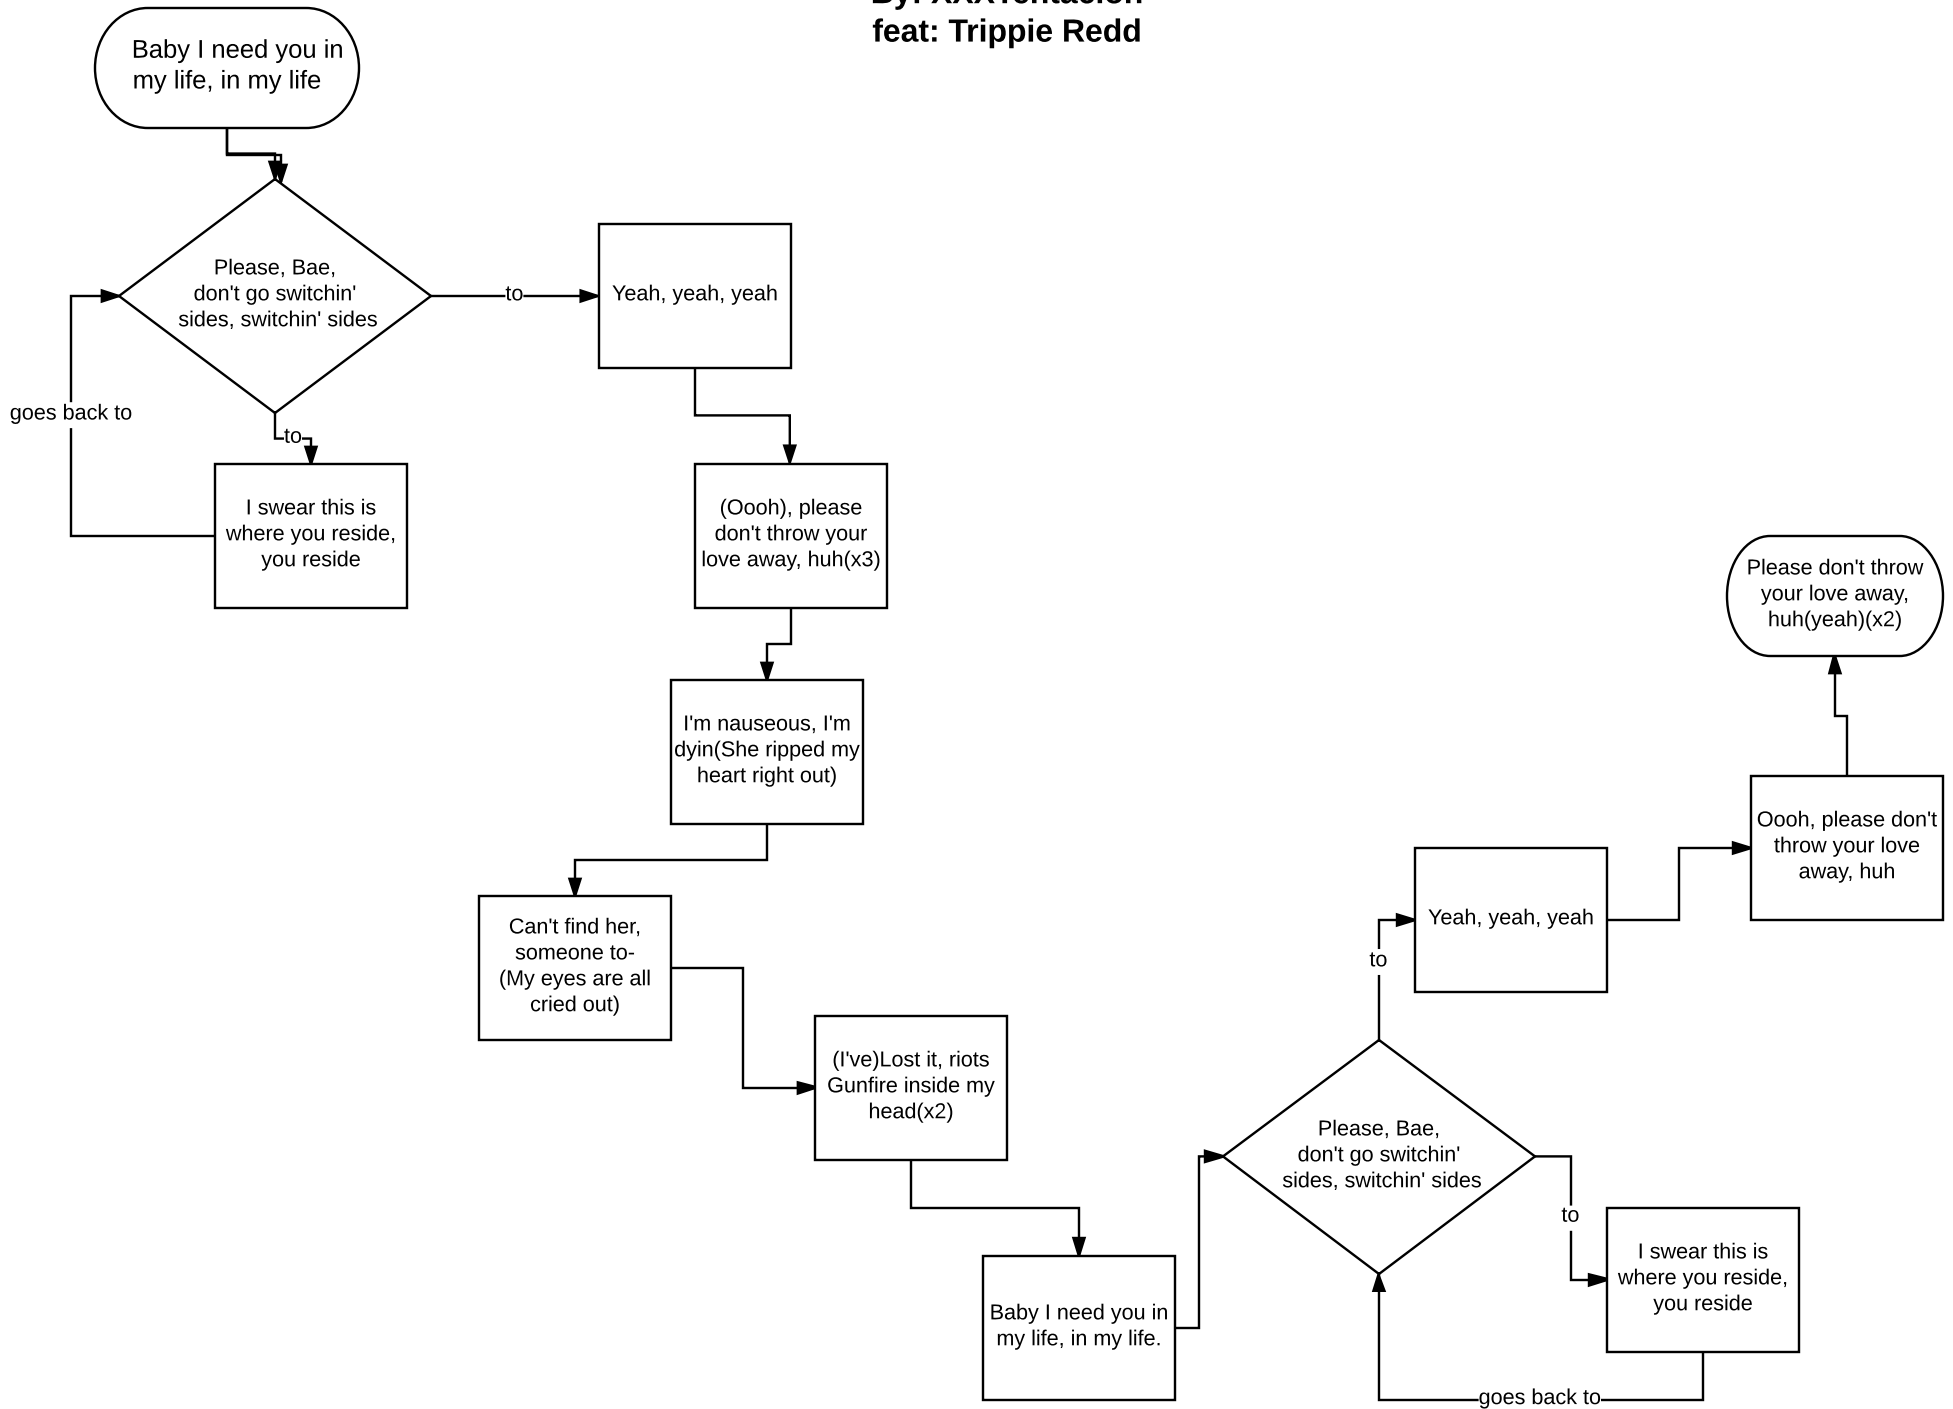 By: XXXTentacion
feat: Trippie Redd
Baby I need you in
my life, in my life
Please, Bae,
don't go switchin'
sides, switchin' sides
to
Yeah, yeah, yeah
goes back to
to
I swear this is
where you reside,
you reside
(Oooh), please
don't throw your
love away, huh(x3)
I'm nauseous, I'm
dyin(She ripped my
heart right out)
Can't find her,
someone to-
(My eyes are all
cried out)
(I've)Lost it, riots
Gunfire inside my
head(x2)
Baby I need you in
my life, in my life.
Please, Bae,
don't go switchin'
sides, switchin' sides
to
I swear this is
where you reside,
you reside
goes back to
to
Yeah, yeah, yeah
Oooh, please don't
throw your love
away, huh
Please don't throw
your love away,
huh(yeah)(x2)